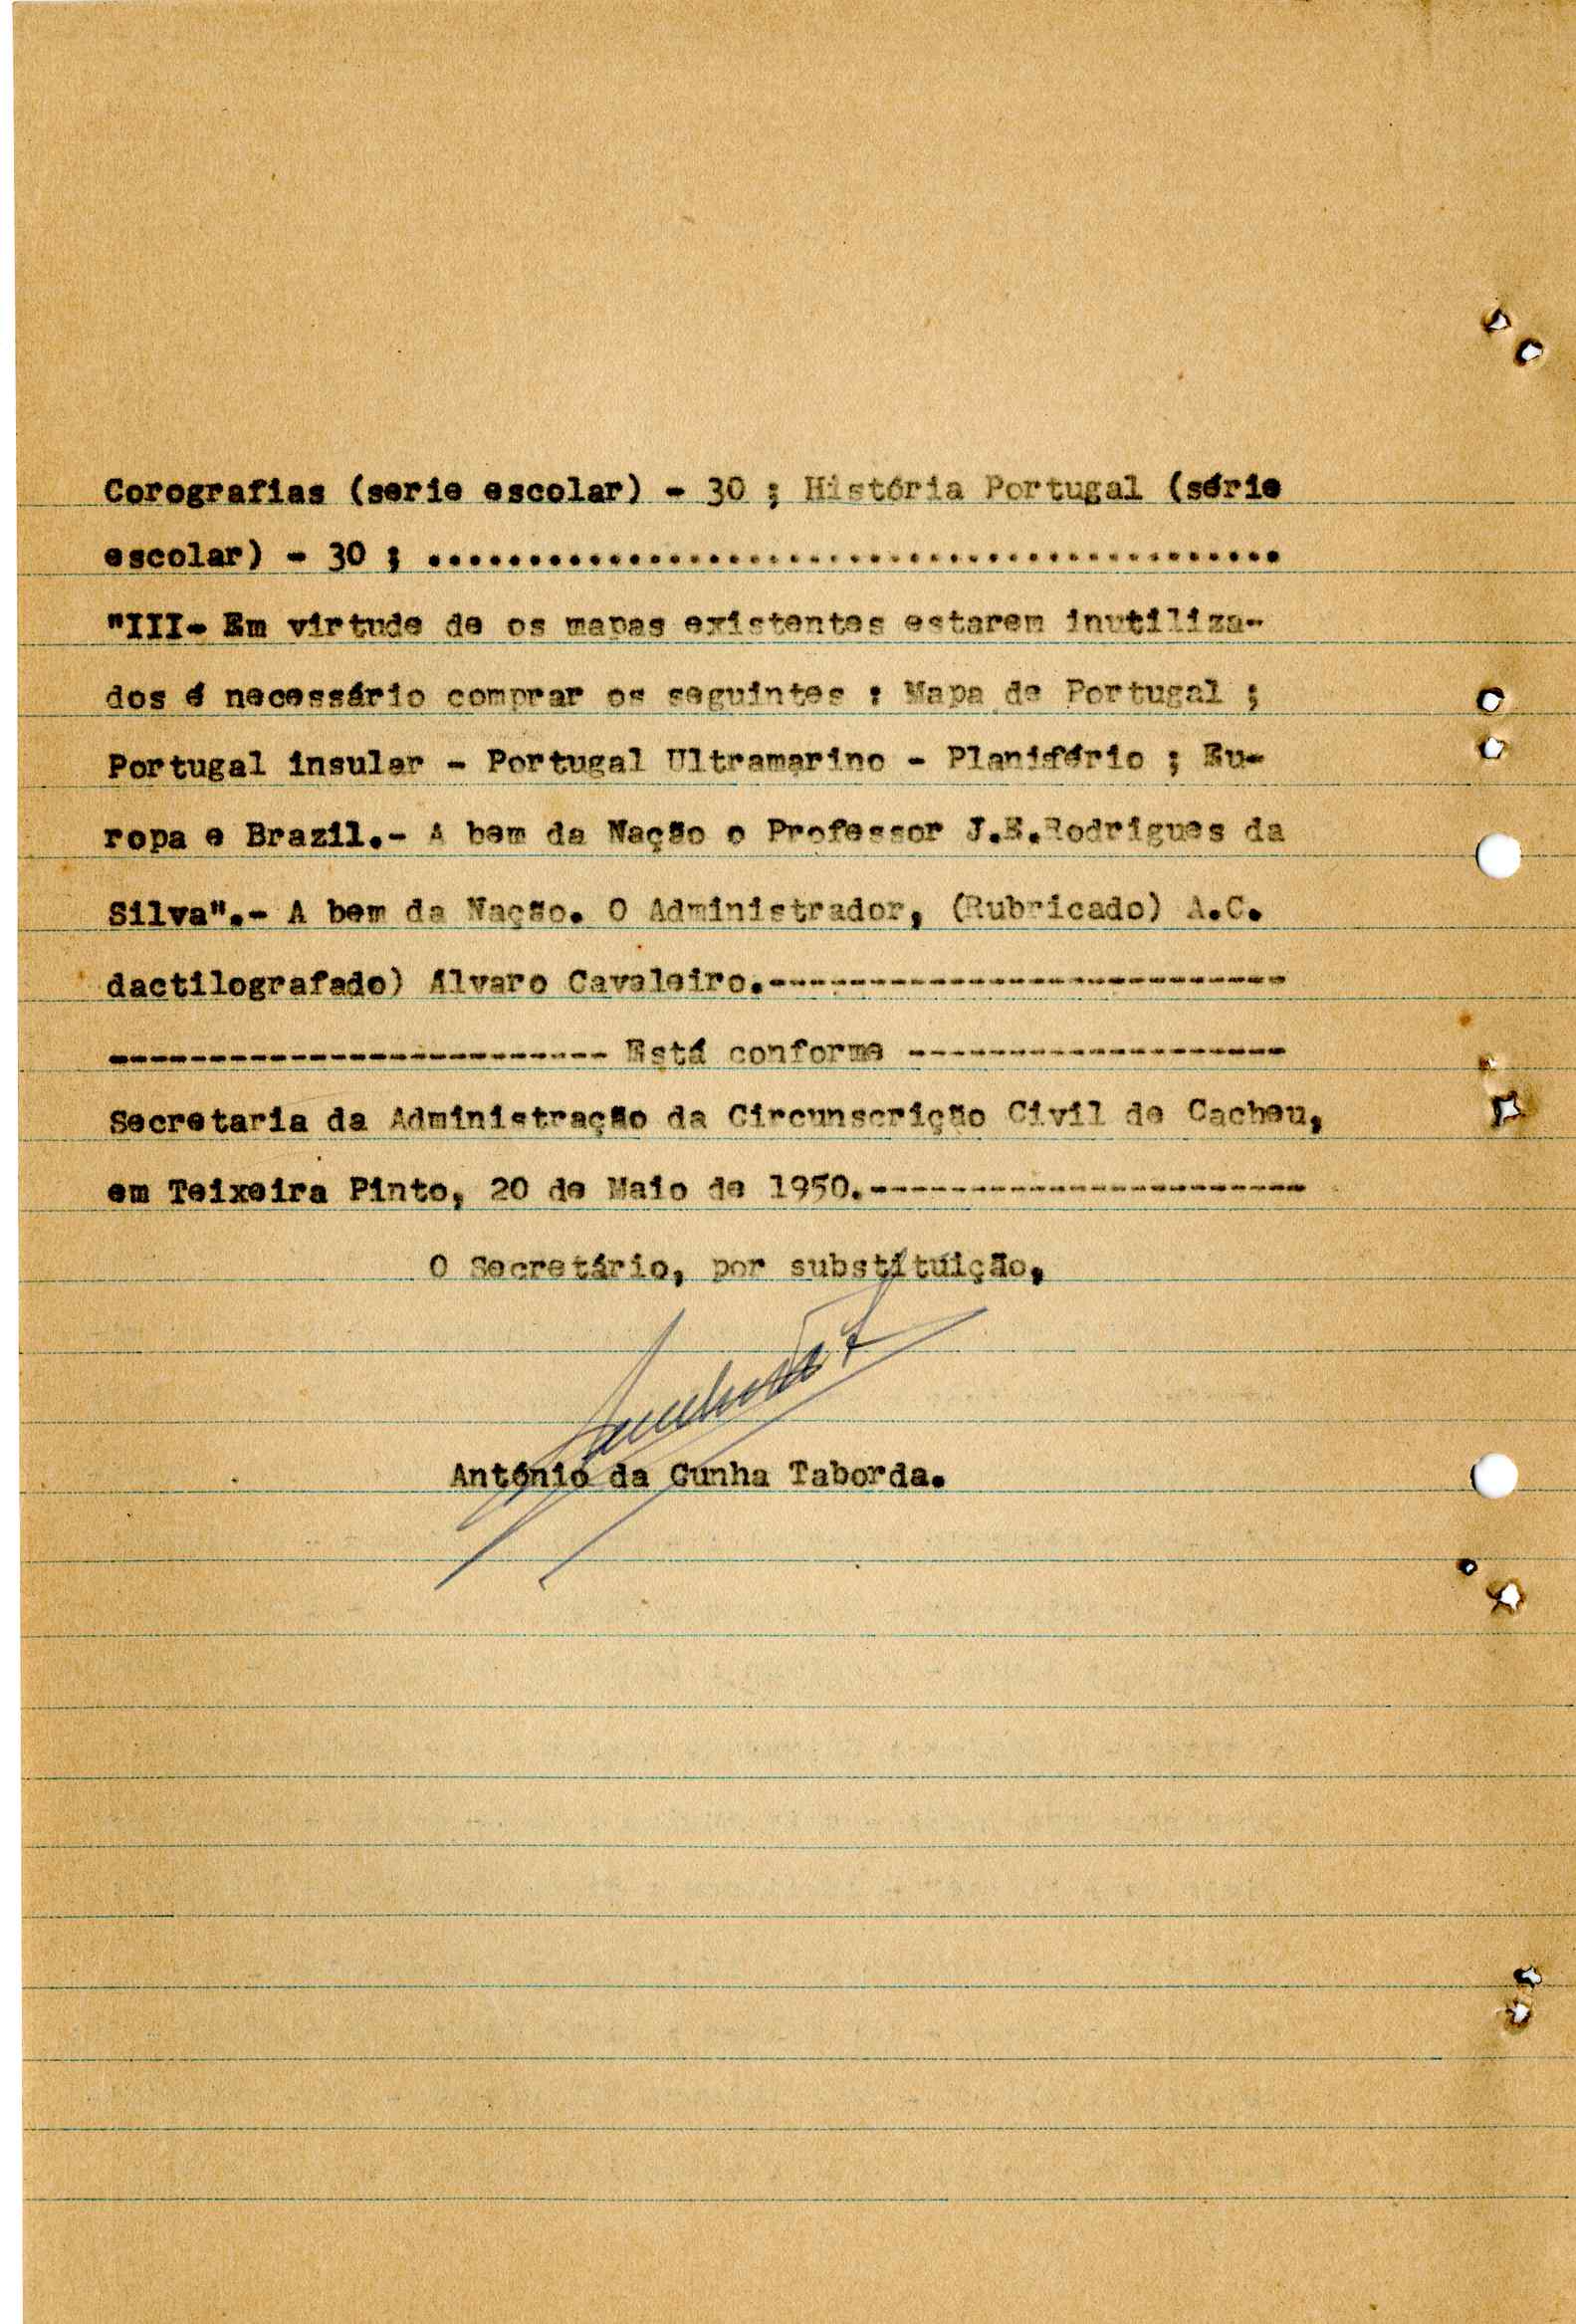 Corografias (serie escolar) - 30 ; História Portugal (série
escolar) - 30 ; ...........................................
"III- Em virtude de os mapas existentes estarem inutiliza-
dos é necessário comprar os seguintes : Mapa de Portugal ;
Portugal insular - Portugal Ultramarino - Planisfério ; Eu-
ropa e Brazil.- A bem da Nação o Professor J.E.Rodrigues da
Silva".- A bem da Nação. O Administrador, (Rubricado) A.C.
dactilografado) Álvaro Cavaleiro.--------------------------
------------------------- Está conforme -------------------
Secretaria da Administração da Circunscrição Civil de Cacheu,
em Teixeira Pinto, 20 de Maio de 1950.----------------------
O Secretário, por substituição,
António da Cunha Taborda.